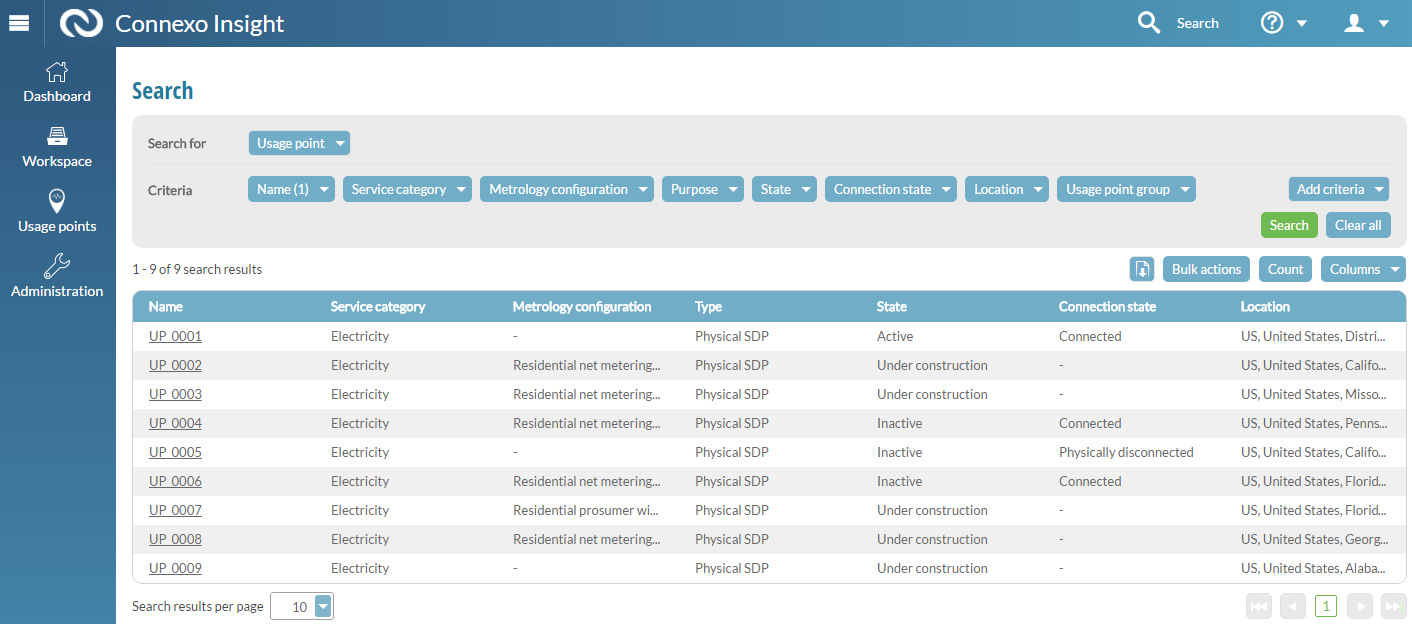 Connexo Insight Search ?
Dashboard
Workspace
Usage points
Administration
Search
Search for Usage point
Criteria Name (1) Service category Metrology configuration Purpose State Connection state Location Usage point group Add criteria
Search Clear all
1 - 9 of 9 search results Bulk actions Count Columns
Name Service category Metrology configuration Type State Connection state Location
UP_0001 Electricity - Physical SDP Active Connected US, United States, Distri...
UP_0002 Electricity Residential net metering... Physical SDP Under construction - US, United States, Califo...
UP_0003 Electricity Residential net metering... Physical SDP Under construction - US, United States, Misso...
UP_0004 Electricity Residential net metering... Physical SDP Inactive Connected US, United States, Penns...
UP_0005 Electricity - Physical SDP Inactive Physically disconnected US, United States, Califo...
UP_0006 Electricity Residential net metering... Physical SDP Inactive Connected US, United States, Florid...
UP_0007 Electricity Residential prosumer wi... Physical SDP Under construction - US, United States, Florid...
UP_0008 Electricity Residential net metering... Physical SDP Under construction - US, United States, Georg...
UP_0009 Electricity - Physical SDP Under construction - US, United States, Alaba...
Search results per page 10 1